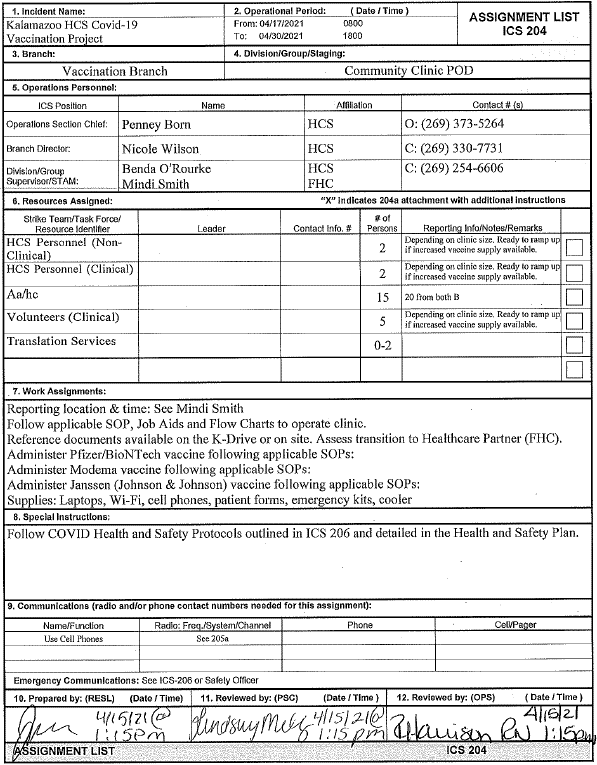 1. Incident Name:
Kalamazoo HCS Covid-19
Vaccination Project
2. Operational Period: ( Date / Time )
From: 04/17/2021 0800
To: 04/30/2021 1800
ASSIGNMENT LIST
ICS 204
3. Branch:
Vaccination Branch
4. Division/Group/Staging:
Community Clinic POD
5. Operations Personnel:
ICS Position Name Affiliation Contact # (s)
Operations Section Chief: Penney Born HCS O: (269) 373-5264
Branch Director: Nicole Wilson HCS C: (269) 330-7731
Division/Group Benda O'Rourke HCS C: (269) 254-6606
Supervisor/STAM: Mindi Smith FHC
6. Resources Assigned: "X" indicates 204a attachment with additional instructions
Strike Team/Task Force/
Resource Identifier
Leader
Contact Info. #
# of
Persons
Reporting Info/Notes/Remarks
HCS Personnel (Non-
Clinical)
2
Depending on clinic size. Ready to ramp up
if increased vaccine supply available.
HCS Personnel (Clinical)
2
Depending on clinic size. Ready to ramp up
if increased vaccine supply available.
Aa/hc 15 20 from both B
Volunteers (Clinical)
5
Depending on clinic size. Ready to ramp up
if increased vaccine supply available.
Translation Services 0-2
7. Work Assignments:
Reporting location & time: See Mindi Smith
Follow applicable SOP, Job Aids and Flow Charts to operate clinic.
Reference documents available on the K-Drive or on site. Assess transition to Healthcare Partner (FHC).
Administer Pfizer/BioNTech vaccine following applicable SOPs:
Administer Moderna vaccine following applicable SOPs:
Administer Janssen (Johnson & Johnson) vaccine following applicable SOPs:
Supplies: Laptops, Wi-Fi, cell phones, patient forms, emergency kits, cooler
8. Special Instructions:
Follow COVID Health and Safety Protocols outlined in ICS 206 and detailed in the Health and Safety Plan.
9. Communications (radio and/or phone contact numbers needed for this assignment):
Name/Function Radio: Freq./System/Channel Phone Cell/Pager
Use Cell Phones See 205a
Emergency Communications: See ICS-206 or Safety Officer
10. Prepared by: (RESL) (Date / Time) 11. Reviewed by: (PSC) (Date / Time ) 12. Reviewed by: (OPS) ( Date / Time )
4/15/21 @
1:15pm
Lindsay 4/15/21 @
1:15 pm
Harrison RN 4/15/21
1:15pm
ASSIGNMENT LIST ICS 204